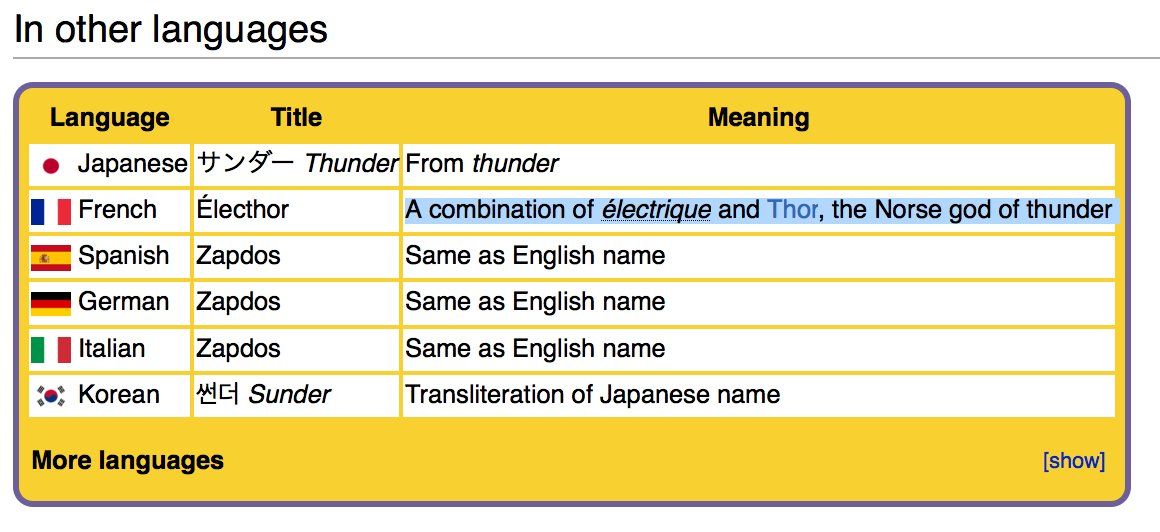 In other languages
Language Title Meaning
Japanese サンダー Thunder From thunder
French Électhor A combination of électrique and Thor, the Norse god of thunder
Spanish Zapdos Same as English name
German Zapdos Same as English name
Italian Zapdos Same as English name
Korean 썬더 Sunder Transliteration of Japanese name
More languages [show]